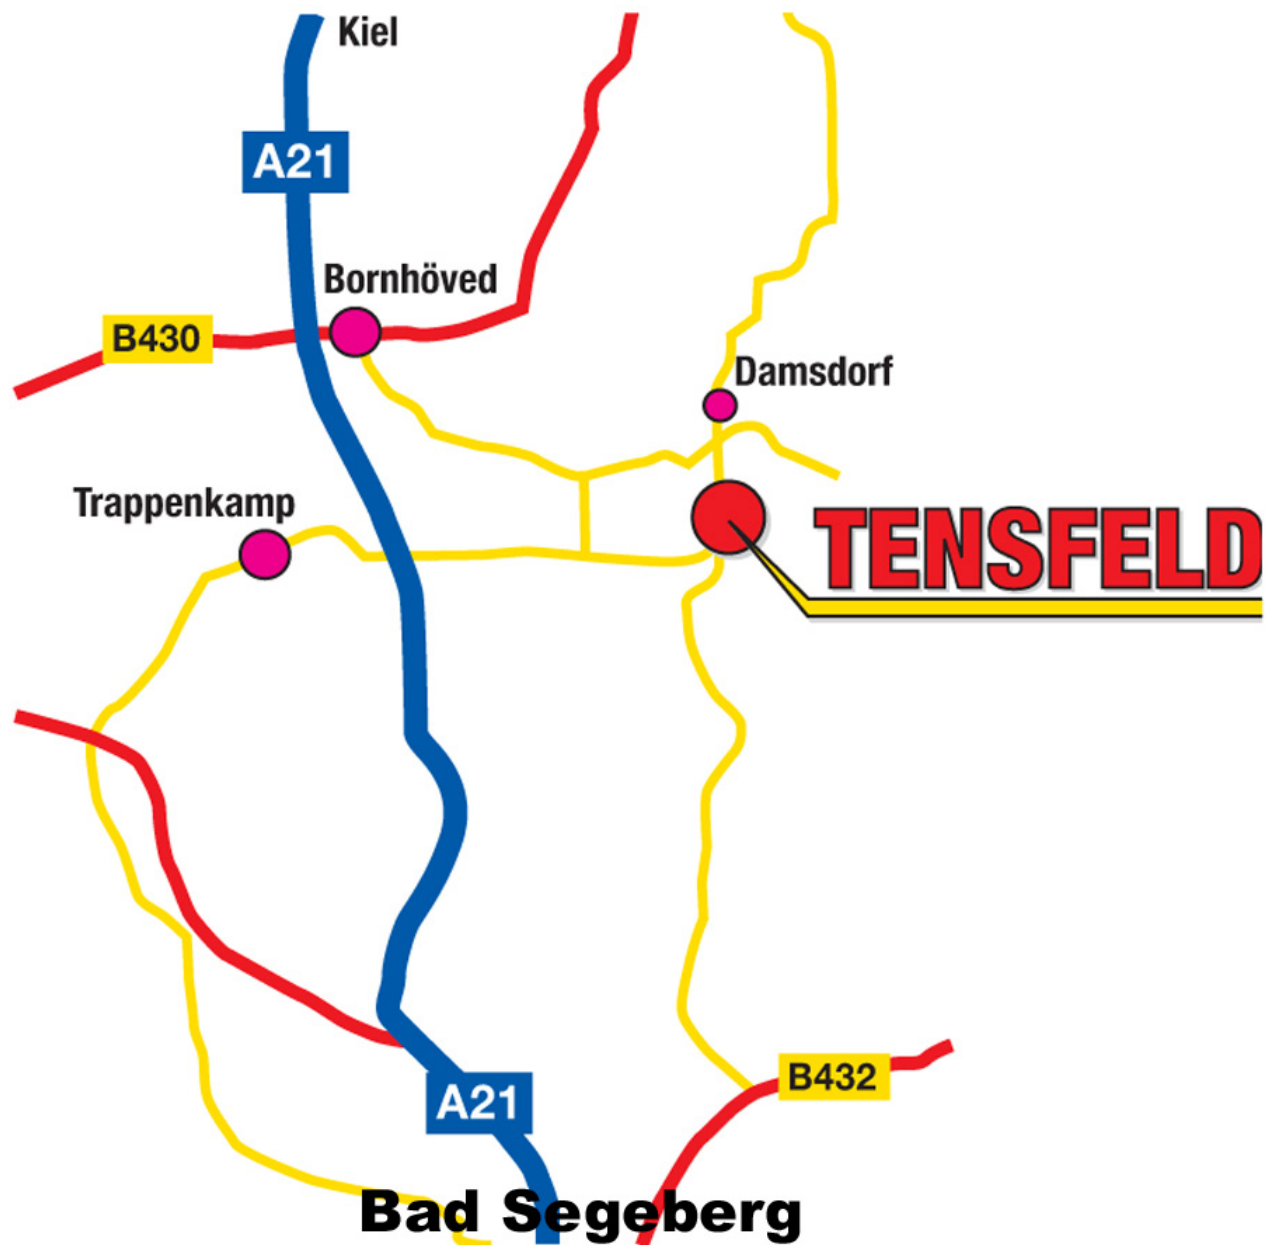 Kiel
A21
Bornhöved
B430
Damsdorf
Trappenkamp
TENSFELD
B432
A21
Bad Segeberg